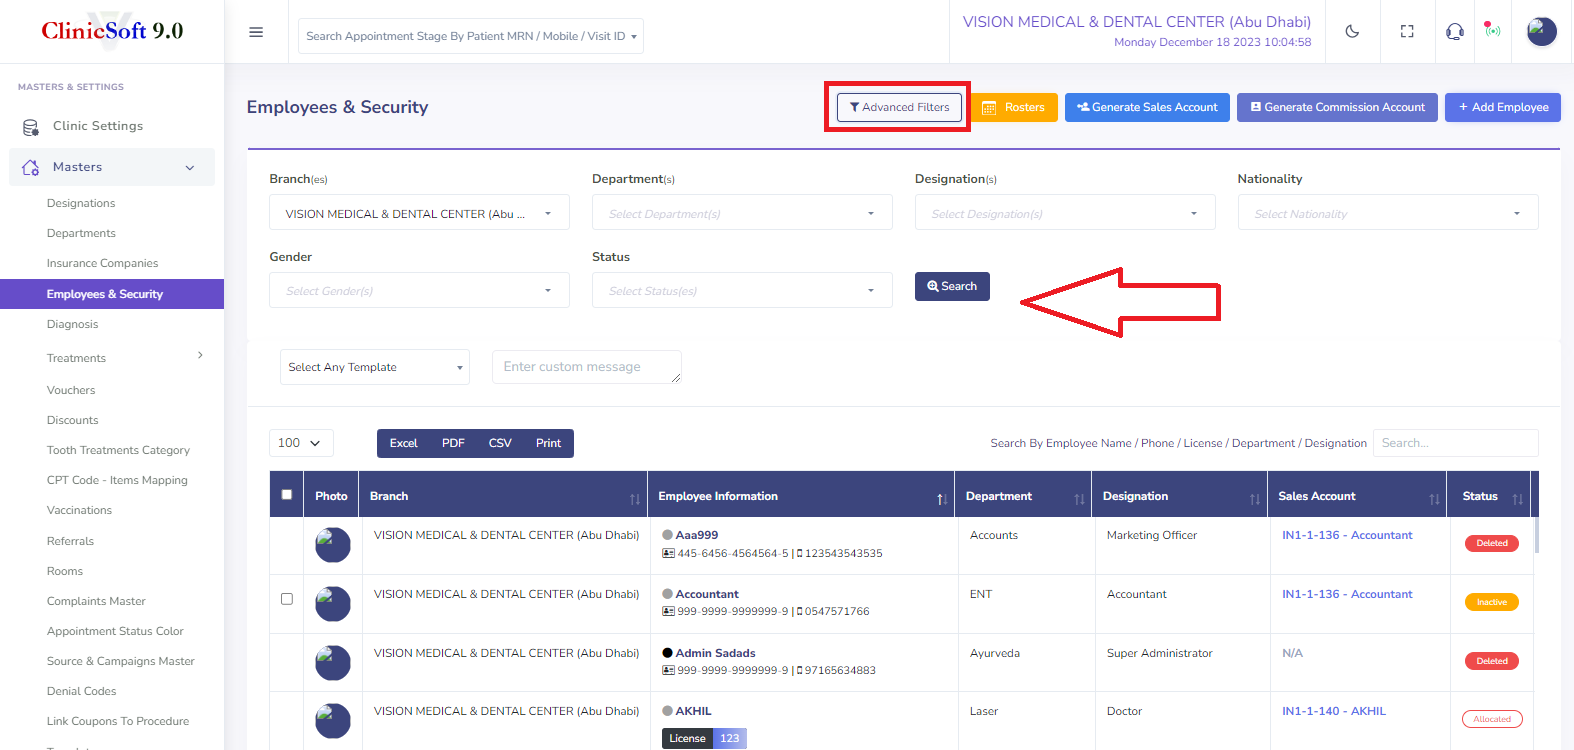 ClinicSoft 9.0
Search Appointment Stage By Patient MRN / Mobile / Visit ID
VISION MEDICAL & DENTAL CENTER (Abu Dhabi)
Monday December 18 2023 10:04:58
MASTERS & SETTINGS
Clinic Settings
Masters
Designations
Departments
Insurance Companies
Employees & Security
Diagnosis
Treatments
Vouchers
Discounts
Tooth Treatments Category
CPT Code - Items Mapping
Vaccinations
Referrals
Rooms
Complaints Master
Appointment Status Color
Source & Campaigns Master
Denial Codes
Link Coupons To Procedure
Employees & Security
Advanced Filters
Rosters
Generate Sales Account
Generate Commission Account
+ Add Employee
Branch(es)
Department(s)
Designation(s)
Nationality
VISION MEDICAL & DENTAL CENTER (Abu ...
Select Department(s)
Select Designation(s)
Select Nationality
Gender
Status
Select Gender(s)
Select Status(es)
Search
Select Any Template
Enter custom message
100
Excel PDF CSV Print
Search By Employee Name / Phone / License / Department / Designation
Search...
Photo Branch Employee Information Department Designation Sales Account Status
VISION MEDICAL & DENTAL CENTER (Abu Dhabi) Aaa999 Accounts Marketing Officer IN1-1-136 - Accountant Deleted
445-6456-4564564-5 | 123543543535
VISION MEDICAL & DENTAL CENTER (Abu Dhabi) Accountant ENT Accountant IN1-1-136 - Accountant Inactive
999-9999-9999999-9 | 0547571766
VISION MEDICAL & DENTAL CENTER (Abu Dhabi) Admin Sadads Ayurveda Super Administrator N/A Deleted
999-9999-9999999-9 | 97165634883
VISION MEDICAL & DENTAL CENTER (Abu Dhabi) AKHIL Laser Doctor IN1-1-140 - AKHIL Allocated
License 123